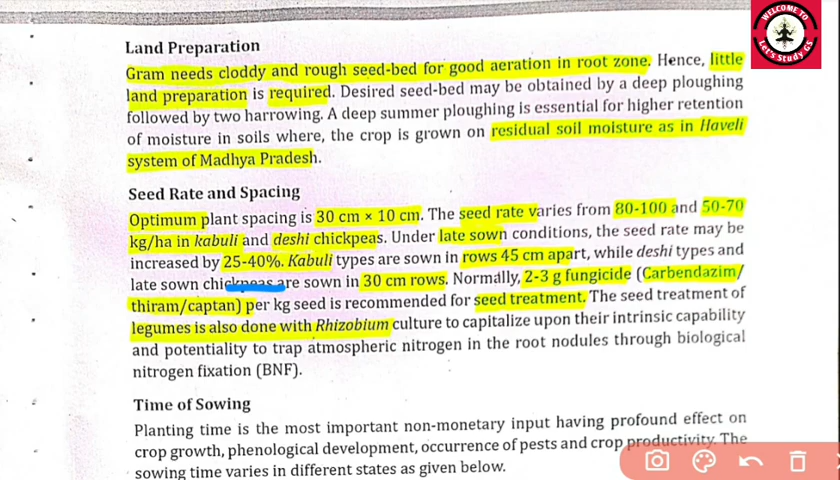 WELCOME TO
Let's Study GS
Land Preparation
Gram needs cloddy and rough seed-bed for good aeration in root zone. Hence, little
land preparation is required. Desired seed-bed may be obtained by a deep ploughing
followed by two harrowing. A deep summer ploughing is essential for higher retention
of moisture in soils where, the crop is grown on residual soil moisture as in Haveli
system of Madhya Pradesh.
Seed Rate and Spacing
Optimum plant spacing is 30 cm × 10 cm. The seed rate varies from 80-100 and 50-70
kg/ha in kabuli and deshi chickpeas. Under late sown conditions, the seed rate may be
increased by 25-40%. Kabuli types are sown in rows 45 cm apart, while deshi types and
late sown chickpeas are sown in 30 cm rows. Normally, 2-3 g fungicide (Carbendazim/
thiram/captan) per kg seed is recommended for seed treatment. The seed treatment of
legumes is also done with Rhizobium culture to capitalize upon their intrinsic capability
and potentiality to trap atmospheric nitrogen in the root nodules through biological
nitrogen fixation (BNF).
Time of Sowing
Planting time is the most important non-monetary input having profound effect on
crop growth, phenological development, occurrence of pests and crop productivity. The
sowing time varies in different states as given below.